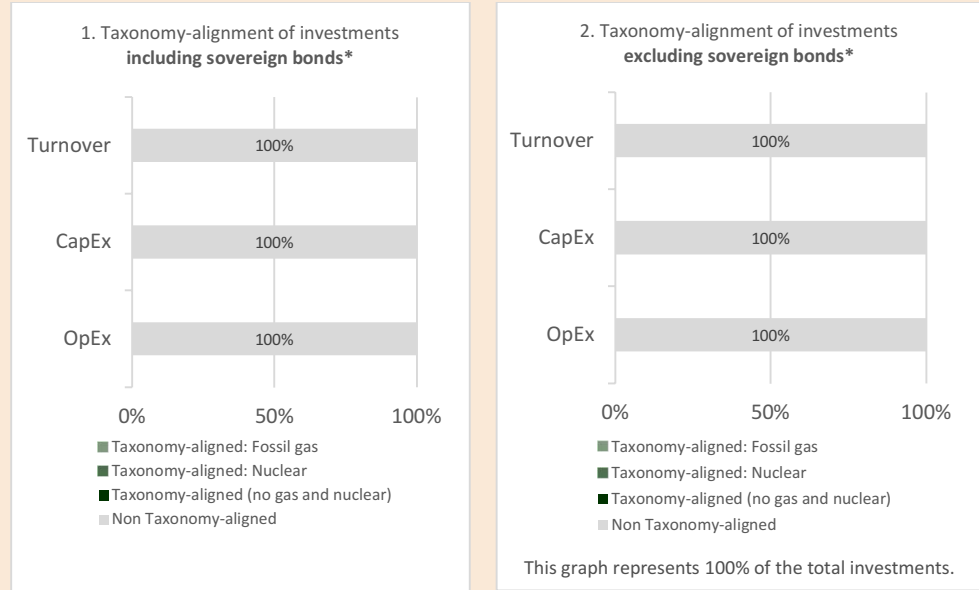 1. Taxonomy-alignment of investments
including sovereign bonds*
Turnover
100%
CapEx
100%
OpEx
100%
0%
50%
100%
Taxonomy-aligned: Fossil gas
Taxonomy-aligned: Nuclear
Taxonomy-aligned (no gas and nuclear)
Non Taxonomy-aligned
2. Taxonomy-alignment of investments
excluding sovereign bonds*
Turnover
100%
CapEx
100%
OpEx
100%
0%
50%
100%
Taxonomy-aligned: Fossil gas
Taxonomy-aligned: Nuclear
Taxonomy-aligned (no gas and nuclear)
Non Taxonomy-aligned
This graph represents 100% of the total investments.